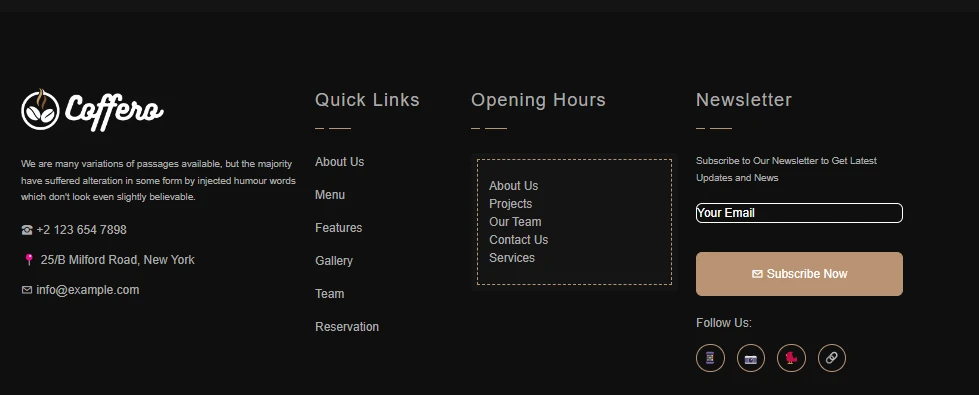 Coffero
We are many variations of passages available, but the majority
have suffered alteration in some form by injected humour words
which don't look even slightly believable.
+2 123 654 7898
25/B Milford Road, New York
info@example.com
Quick Links
About Us
Menu
Features
Gallery
Team
Reservation
Opening Hours
About Us
Projects
Our Team
Contact Us
Services
Newsletter
Subscribe to Our Newsletter to Get Latest
Updates and News
Your Email
Subscribe Now
Follow Us: